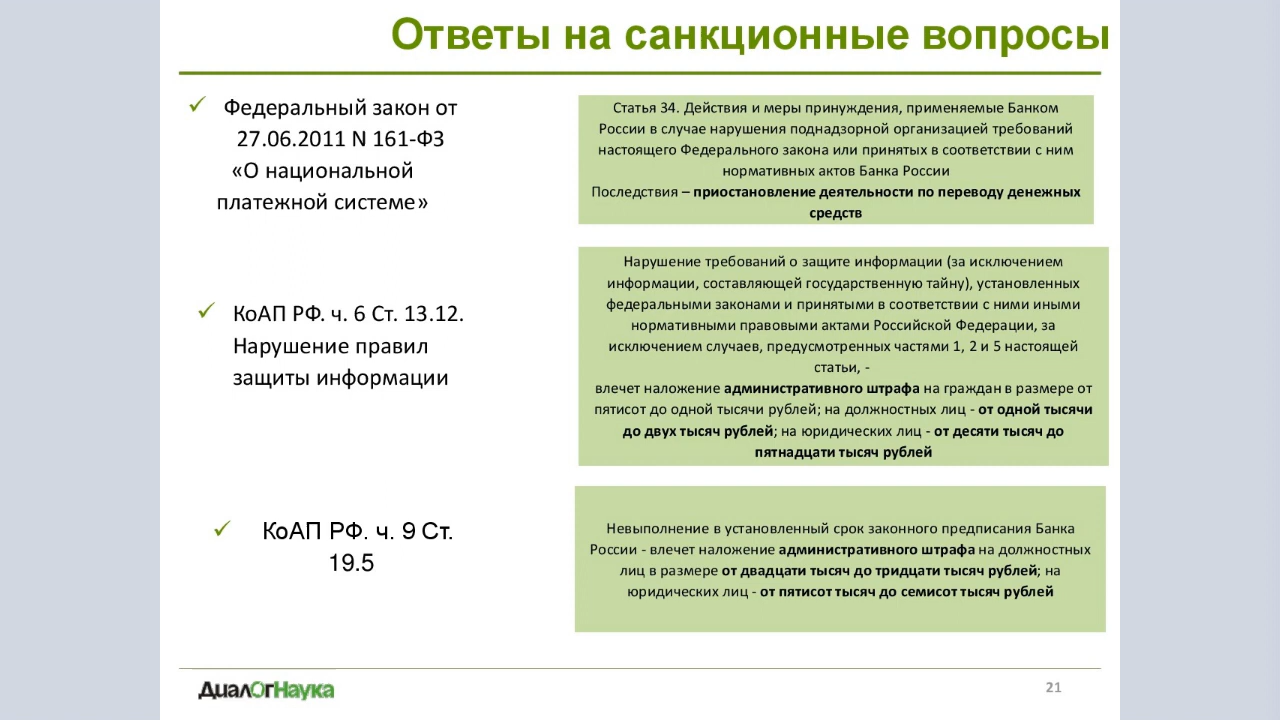 Ответы на санкционные вопросы
✓ Федеральный закон от
27.06.2011 N 161-ФЗ
«О национальной
платежной системе»
Статья 34. Действия и меры принуждения, применяемые Банком
России в случае нарушения поднадзорной организацией требований
настоящего Федерального закона или принятых в соответствии с ним
нормативных актов Банка России
Последствия – приостановление деятельности по переводу денежных
средств
✓ КоАП РФ. ч. 6 Ст. 13.12.
Нарушение правил
защиты информации
Нарушение требований о защите информации (за исключением
информации, составляющей государственную тайну), установленных
федеральными законами и принятыми в соответствии с ними иными
нормативными правовыми актами Российской Федерации, за
исключением случаев, предусмотренных частями 1, 2 и 5 настоящей
статьи, -
влечет наложение административного штрафа на граждан в размере от
пятисот до одной тысячи рублей; на должностных лиц - от одной тысячи
до двух тысяч рублей; на юридических лиц - от десяти тысяч до
пятнадцати тысяч рублей
✓ КоАП РФ. ч. 9 Ст.
19.5
Невыполнение в установленный срок законного предписания Банка
России - влечет наложение административного штрафа на должностных
лиц в размере от двадцати тысяч до тридцати тысяч рублей; на
юридических лиц - от пятисот тысяч до семисот тысяч рублей
ДиалОгНаука
21